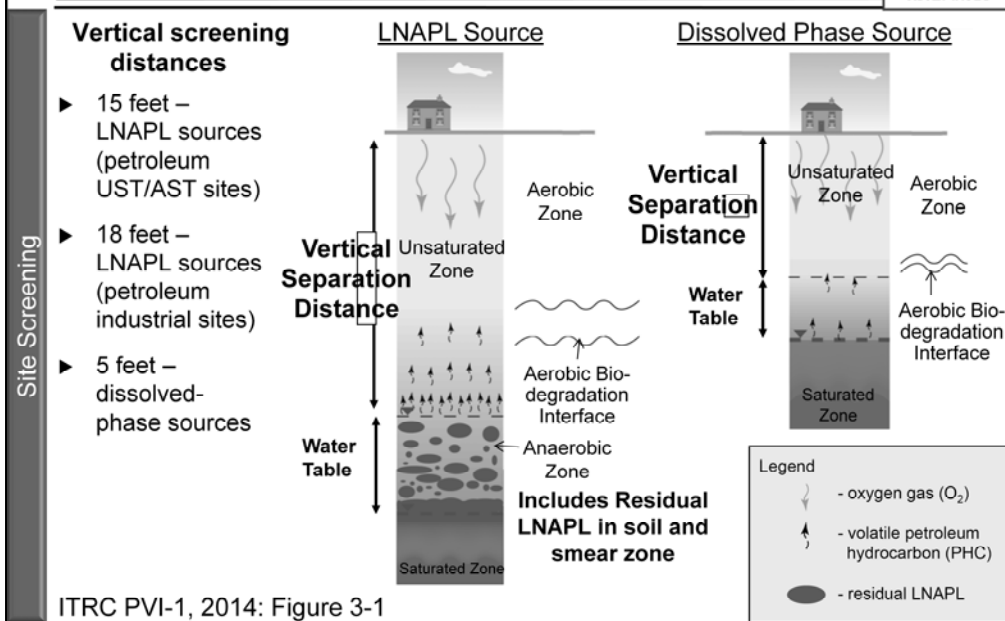 Site Screening
Vertical screening
distances
▶ 15 feet –
LNAPL sources
(petroleum
UST/AST sites)
▶ 18 feet –
LNAPL sources
(petroleum
industrial sites)
▶ 5 feet –
dissolved-
phase sources
LNAPL Source
Vertical
Separation
Distance
Unsaturated
Zone
Aerobic
Zone
Aerobic Bio-
degradation
Interface
Water
Table
Anaerobic
Zone
Includes Residual
LNAPL in soil and
smear zone
Saturated Zone
Dissolved Phase Source
Vertical
Separation
Distance
Unsaturated
Zone
Aerobic
Zone
Water
Table
Aerobic Bio-
degradation
Interface
Saturated
Zone
Legend
- oxygen gas (O₂)
- volatile petroleum
hydrocarbon (PHC)
- residual LNAPL
ITRC PVI-1, 2014: Figure 3-1